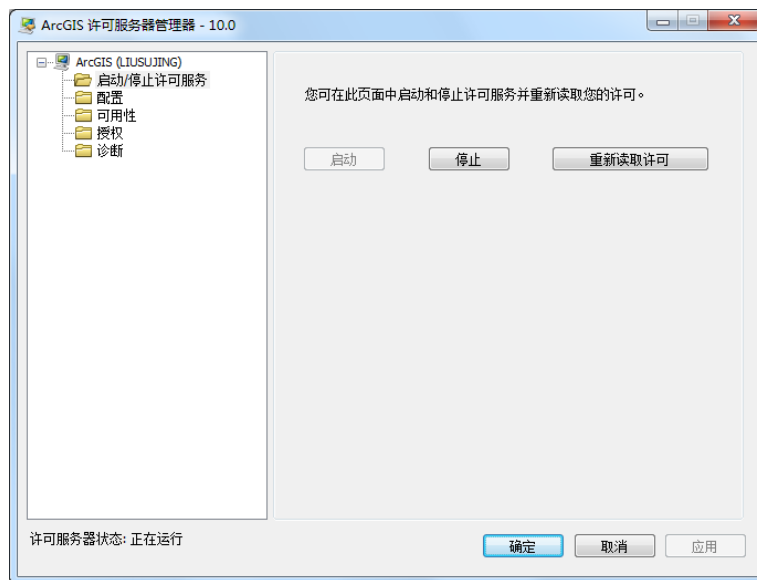 ArcGIS 许可服务器管理器 - 10.0
ArcGIS (LIUSUJING)
启动/停止许可服务
配置
可用性
授权
诊断
您可在此页面中启动和停止许可服务并重新读取您的许可。
启动 停止 重新读取许可
许可服务器状态: 正在运行
确定 取消 应用